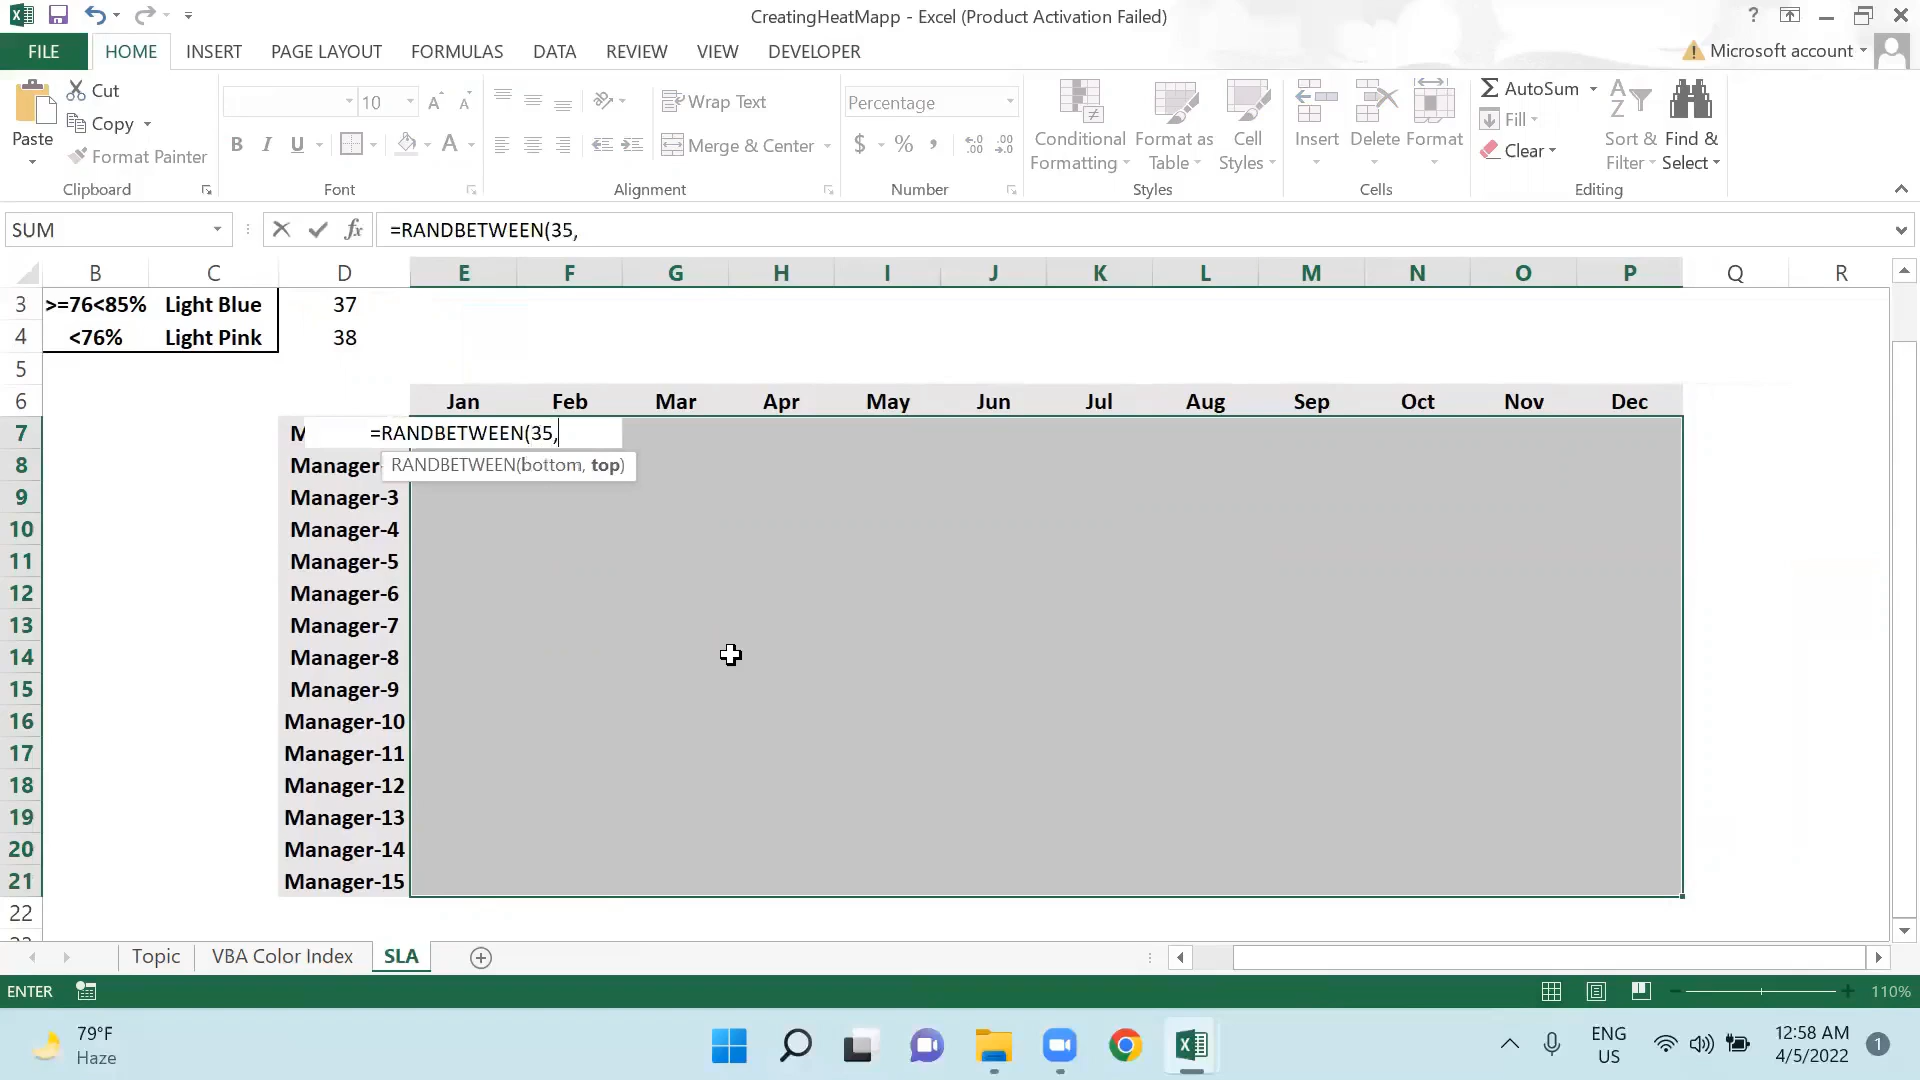 CreatingHeatMapp - Excel (Product Activation Failed)
FILE HOME INSERT PAGE LAYOUT FORMULAS DATA REVIEW VIEW DEVELOPER Microsoft account
Paste
Cut
Copy
Format Painter
Clipboard
10
B I U A
Font
Wrap Text
Merge & Center
Alignment
Percentage
$ % ,
Number
Conditional Formatting
Format as Table
Cell Styles
Styles
Insert
Delete
Format
Cells
AutoSum
Fill
Clear
Sort & Filter
Find & Select
Editing
SUM fx =RANDBETWEEN(35,
B C D E F G H I J K L M N O P Q R
3 >=76<85% Light Blue 37
4 <76% Light Pink 38
5
6 Jan Feb Mar Apr May Jun Jul Aug Sep Oct Nov Dec
7 M =RANDBETWEEN(35,
8 Manager- RANDBETWEEN(bottom, top)
9 Manager-3
10 Manager-4
11 Manager-5
12 Manager-6
13 Manager-7
14 Manager-8
15 Manager-9
16 Manager-10
17 Manager-11
18 Manager-12
19 Manager-13
20 Manager-14
21 Manager-15
22
Topic VBA Color Index SLA
ENTER 110%
79°F
Haze
ENG
US
12:58 AM
4/5/2022
1